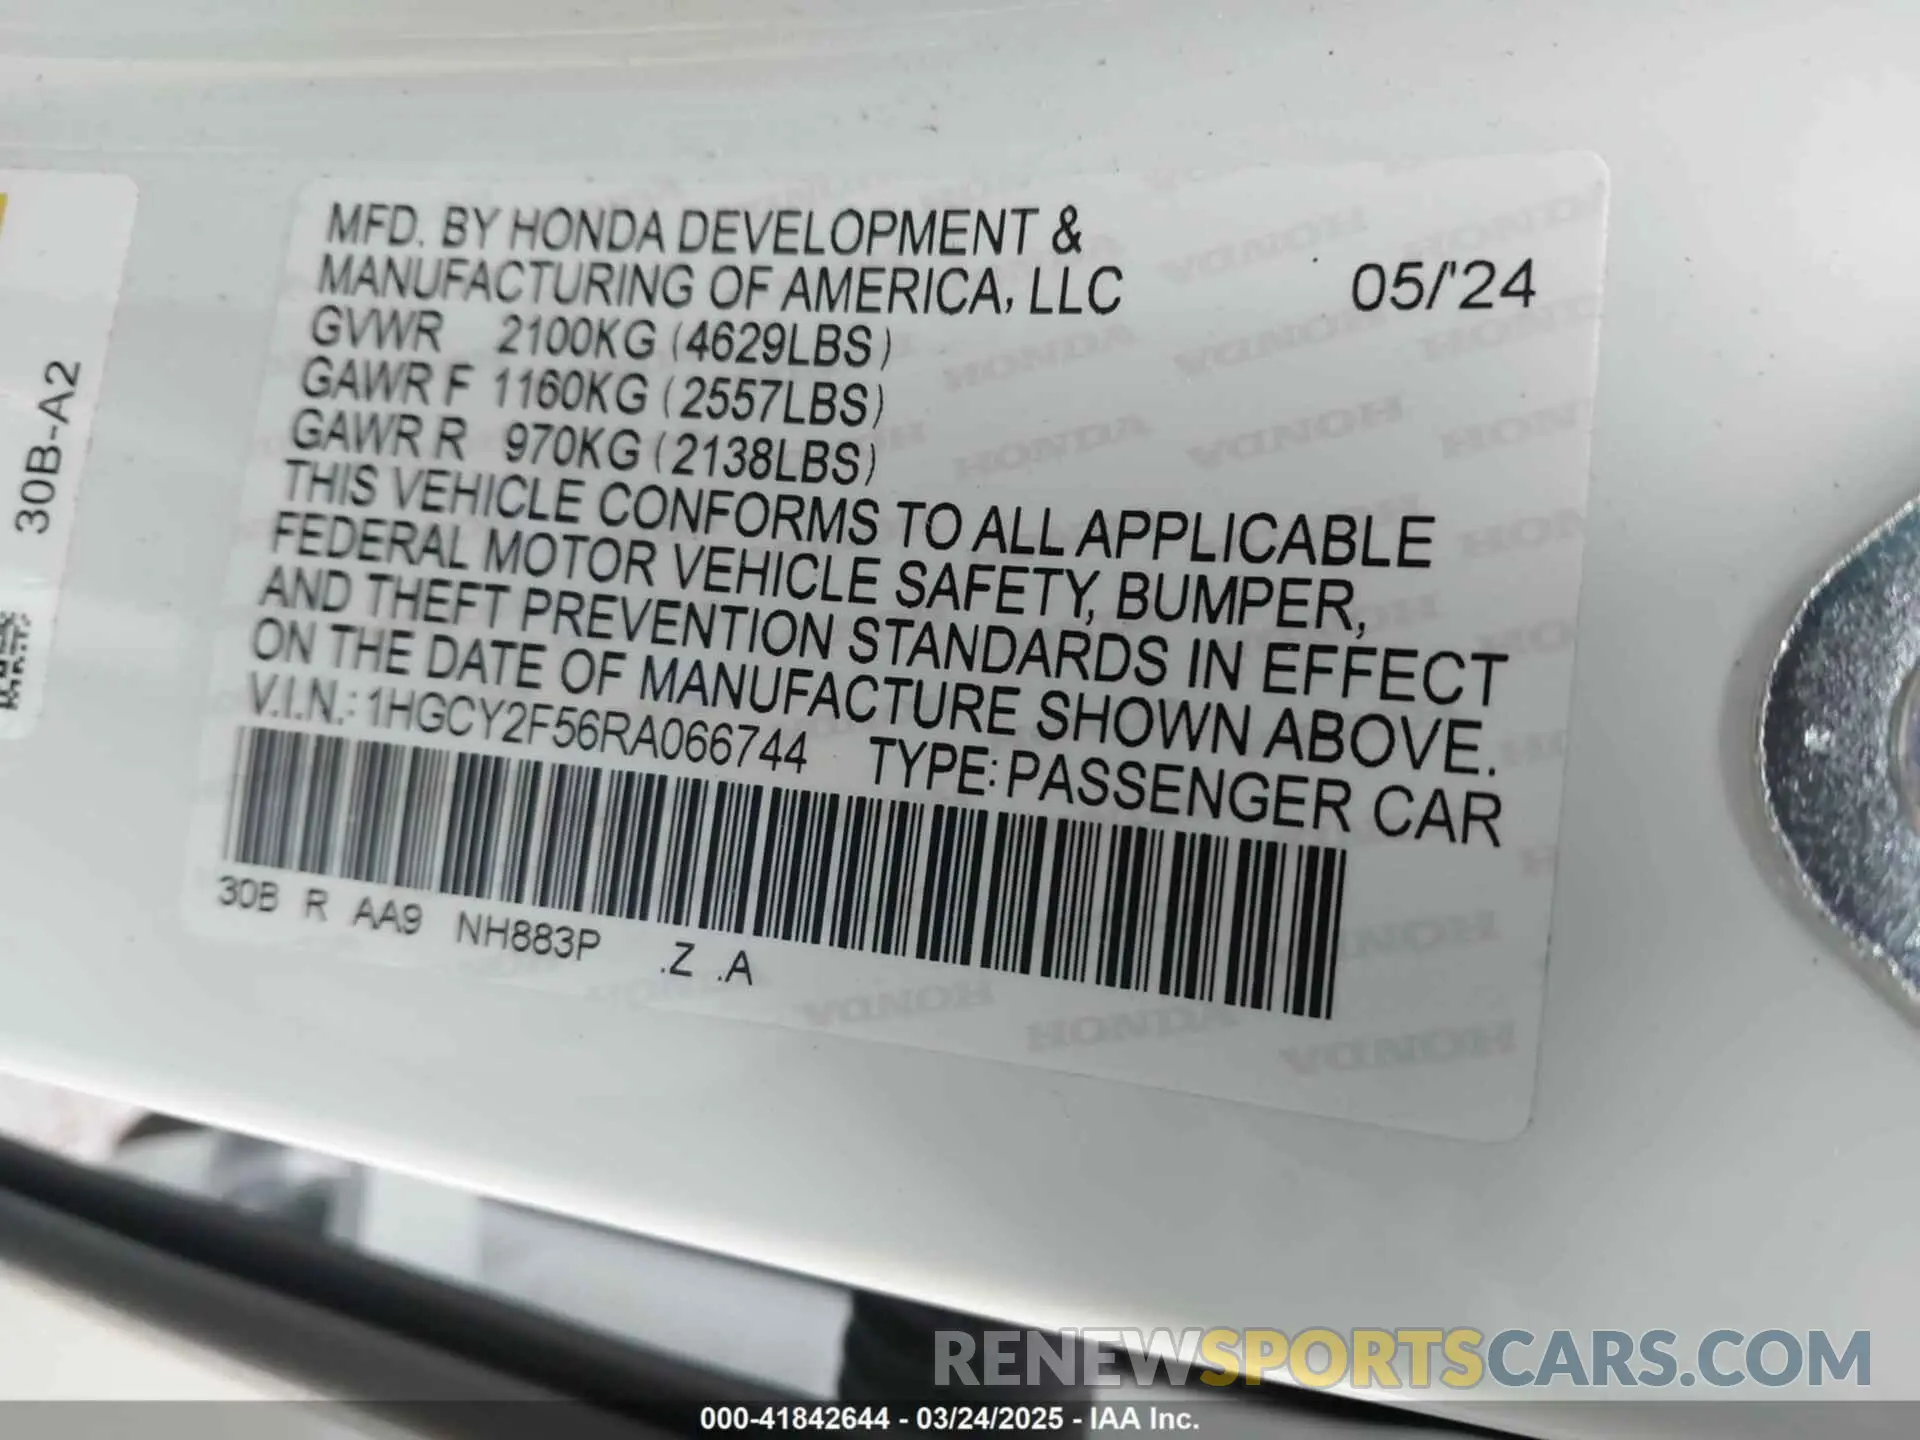 MFD. BY HONDA DEVELOPMENT &
MANUFACTURING OF AMERICA, LLC 05/'24
GVWR 2100KG (4629LBS)
GAWR F 1160KG (2557LBS)
GAWR R 970KG (2138LBS)
THIS VEHICLE CONFORMS TO ALL APPLICABLE
FEDERAL MOTOR VEHICLE SAFETY, BUMPER,
AND THEFT PREVENTION STANDARDS IN EFFECT
ON THE DATE OF MANUFACTURE SHOWN ABOVE.
V.I.N.: 1HGCY2F56RA066744 TYPE: PASSENGER CAR
30B R AA9 NH883P .Z .A
30B-A2
RENEWSPORTSCARS.COM
000-41842644 - 03/24/2025 - IAA Inc.